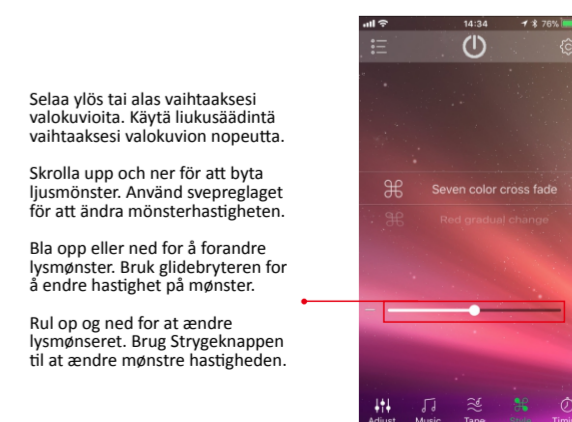 Selaa ylös tai alas vaihtaaksesi
valokuvioita. Käytä liukusäädintä
vaihtaaksesi valokuvion nopeutta.
Skrolla upp och ner för att byta
ljusmönster. Använd svepreglaget
för att ändra mönsterhastigheten.
Bla opp eller ned for å forandre
lysmønster. Bruk glidebryteren for
å endre hastighet på mønster.
Rul op og ned for at ændre
lysmønseret. Brug Strygeknappen
til at ændre mønstre hastigheden.
14:34 76%
Seven color cross fade
Red gradual change
Adjust Music Tape Style